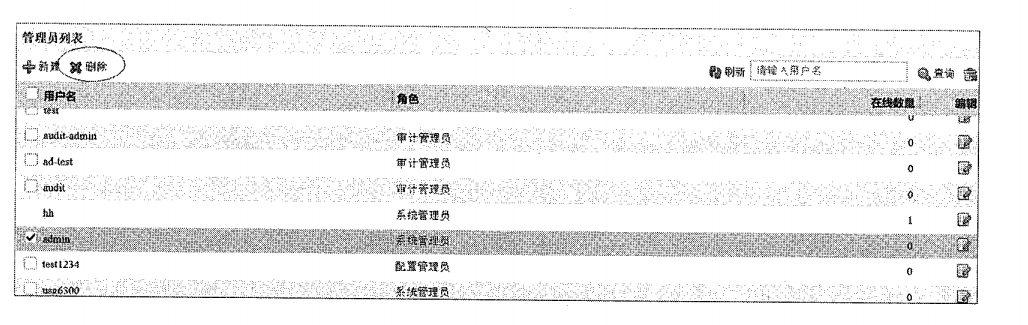 管理员列表
新建 删除 刷新 请输入用户名 查询
用户名 角色 在线数量 编辑
test 0
audit-admin 审计管理员 0
ad-test 审计管理员 0
audit 审计管理员 0
hh 系统管理员 1
admin 系统管理员 0
test1234 配置管理员 0
usg6300 系统管理员 0